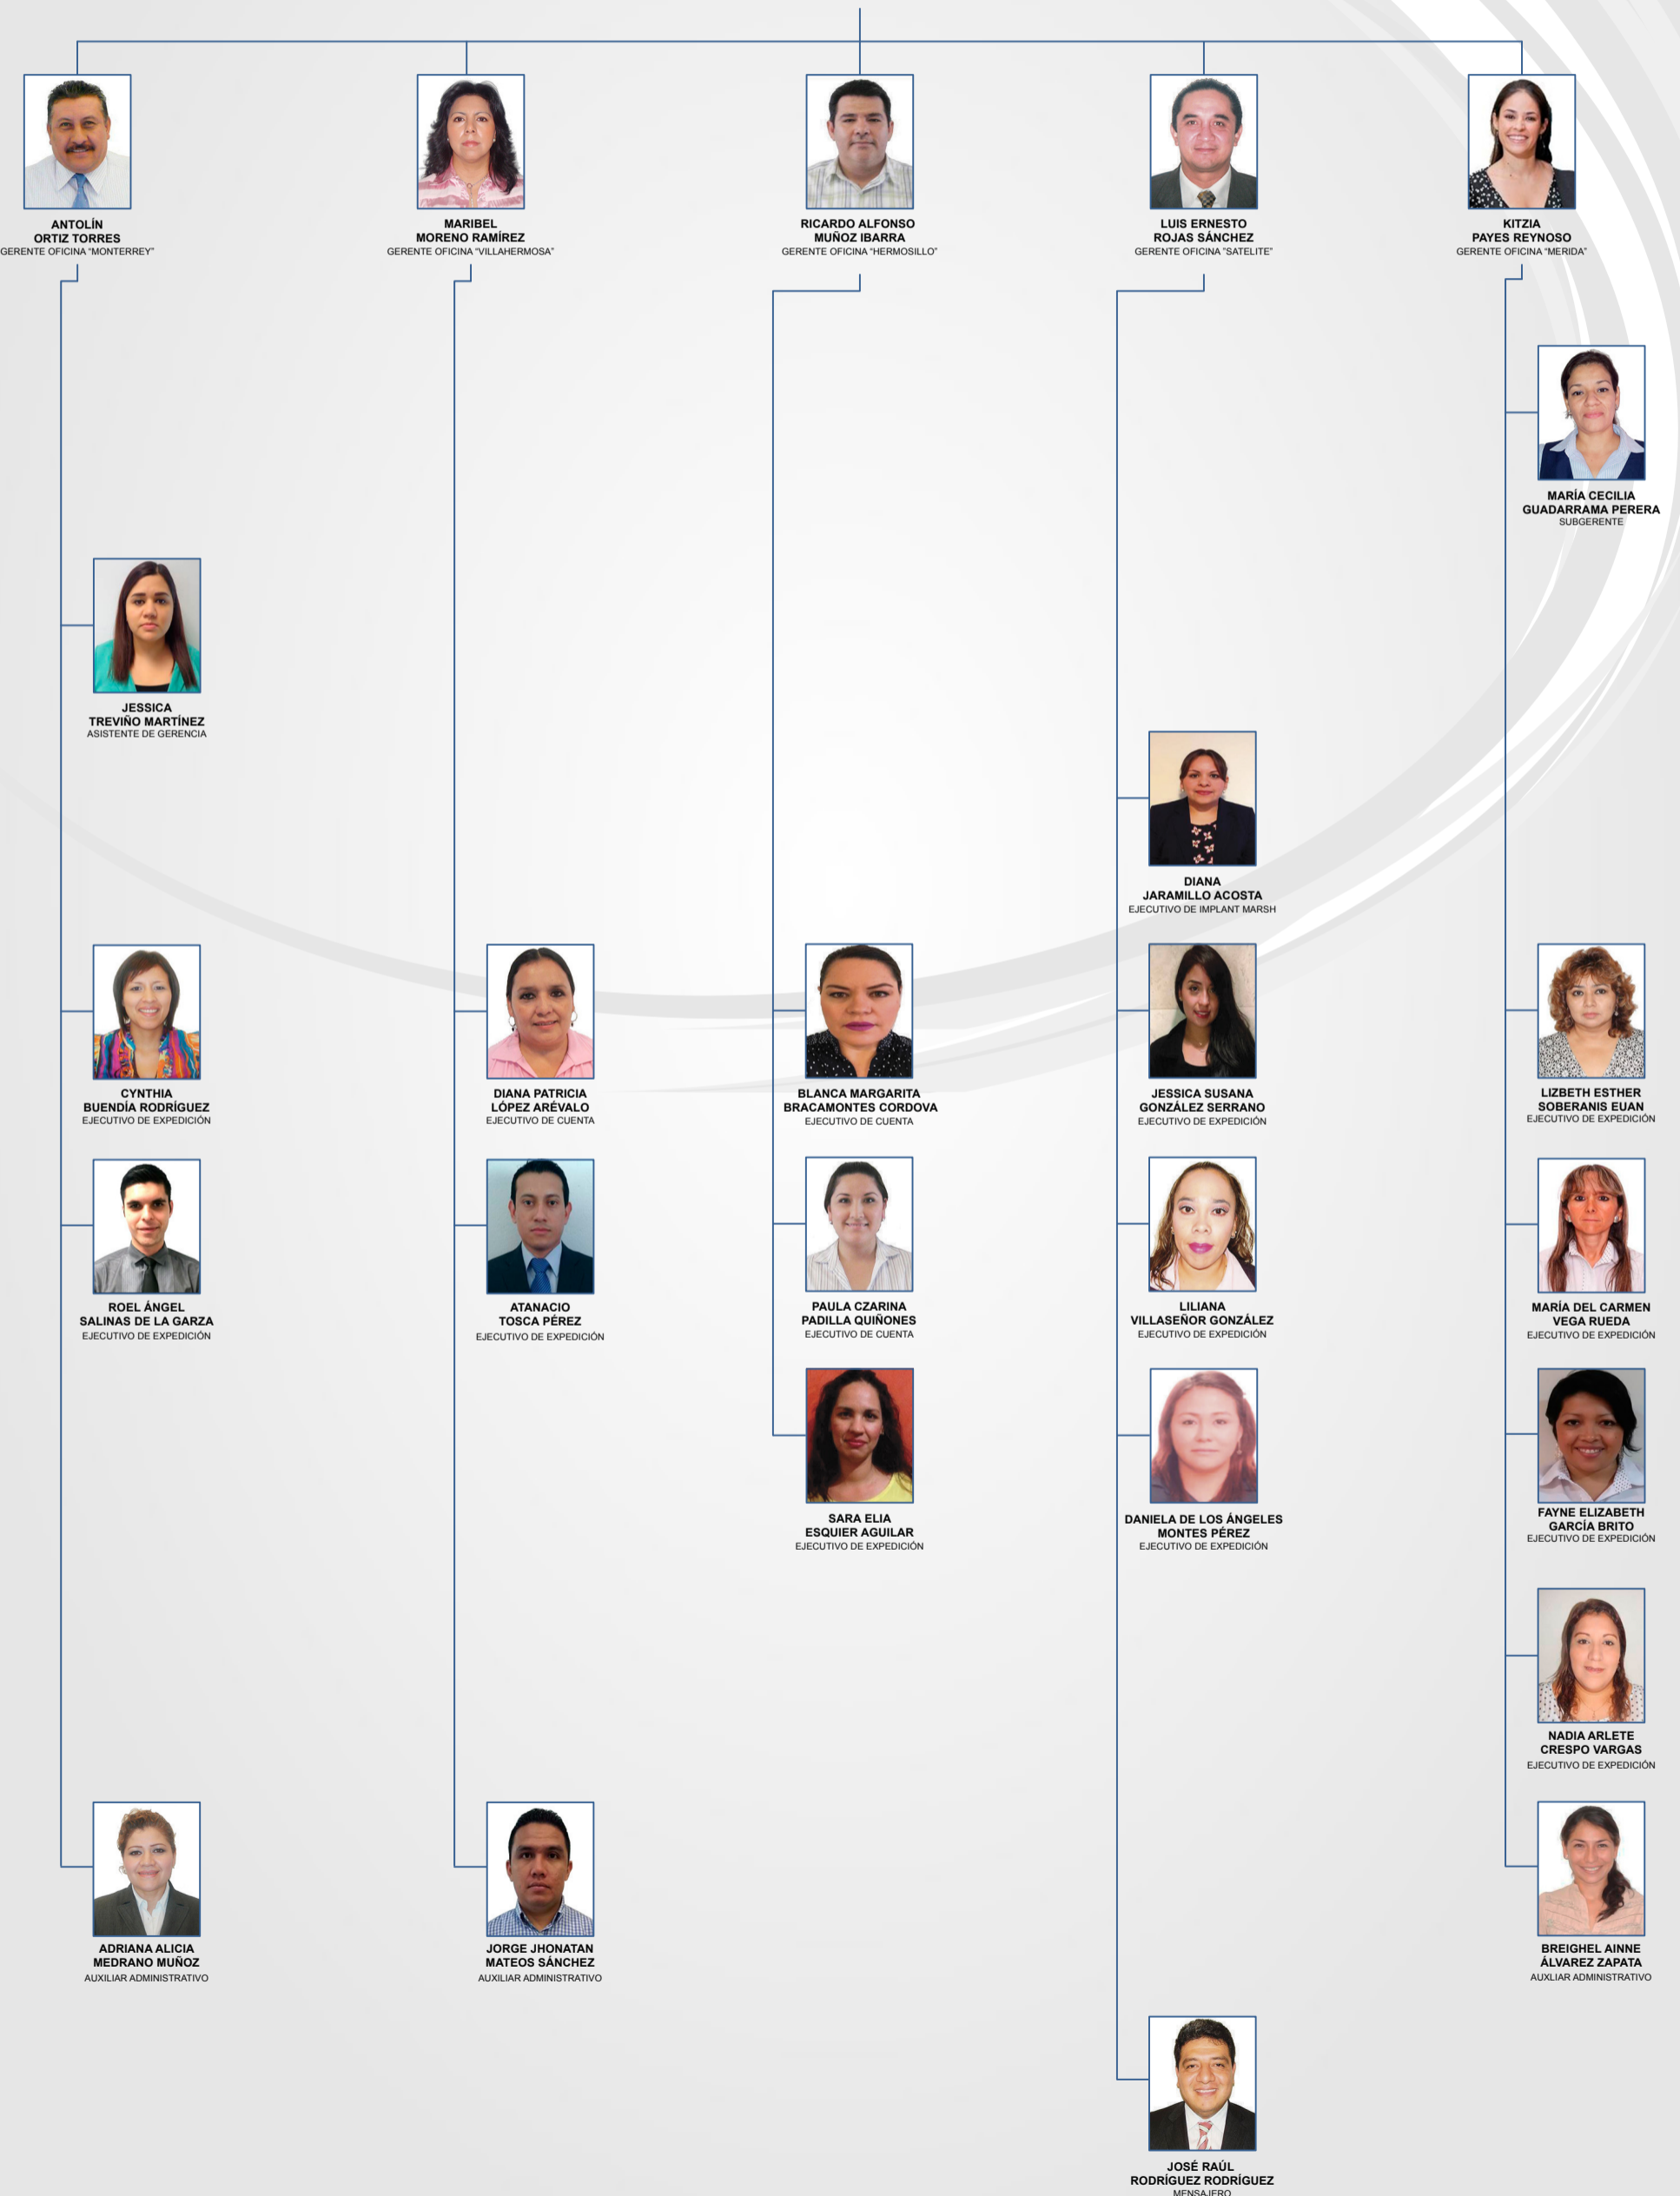 ANTOLÍN
ORTIZ TORRES
GERENTE OFICINA “MONTERREY”
MARIBEL
MORENO RAMÍREZ
GERENTE OFICINA “VILLAHERMOSA”
RICARDO ALFONSO
MUÑOZ IBARRA
GERENTE OFICINA “HERMOSILLO”
LUIS ERNESTO
ROJAS SÁNCHEZ
GERENTE OFICINA “SATELITE”
KITZIA
PAYES REYNOSO
GERENTE OFICINA “MERIDA”
MARÍA CECILIA
GUADARRAMA PERERA
SUBGERENTE
JESSICA
TREVIÑO MARTÍNEZ
ASISTENTE DE GERENCIA
DIANA
JARAMILLO ACOSTA
EJECUTIVO DE IMPLANT MARSH
CYNTHIA
BUENDÍA RODRÍGUEZ
EJECUTIVO DE EXPEDICIÓN
DIANA PATRICIA
LÓPEZ ARÉVALO
EJECUTIVO DE CUENTA
BLANCA MARGARITA
BRACAMONTES CORDOVA
EJECUTIVO DE CUENTA
JESSICA SUSANA
GONZÁLEZ SERRANO
EJECUTIVO DE EXPEDICIÓN
LIZBETH ESTHER
SOBERANIS EUAN
EJECUTIVO DE EXPEDICIÓN
ROEL ÁNGEL
SALINAS DE LA GARZA
EJECUTIVO DE EXPEDICIÓN
ATANACIO
TOSCA PÉREZ
EJECUTIVO DE EXPEDICIÓN
PAULA CZARINA
PADILLA QUIÑONES
EJECUTIVO DE CUENTA
LILIANA
VILLASEÑOR GONZÁLEZ
EJECUTIVO DE EXPEDICIÓN
MARÍA DEL CARMEN
VEGA RUEDA
EJECUTIVO DE EXPEDICIÓN
SARA ELIA
ESQUIER AGUILAR
EJECUTIVO DE EXPEDICIÓN
DANIELA DE LOS ÁNGELES
MONTES PÉREZ
EJECUTIVO DE EXPEDICIÓN
FAYNE ELIZABETH
GARCÍA BRITO
EJECUTIVO DE EXPEDICIÓN
NADIA ARLETE
CRESPO VARGAS
EJECUTIVO DE EXPEDICIÓN
ADRIANA ALICIA
MEDRANO MUÑOZ
AUXILIAR ADMINISTRATIVO
JORGE JHONATAN
MATEOS SÁNCHEZ
AUXILIAR ADMINISTRATIVO
BREIGHEL AINNE
ÁLVAREZ ZAPATA
AUXLIAR ADMINISTRATIVO
JOSÉ RAÚL
RODRÍGUEZ RODRÍGUEZ
MENSAJERO